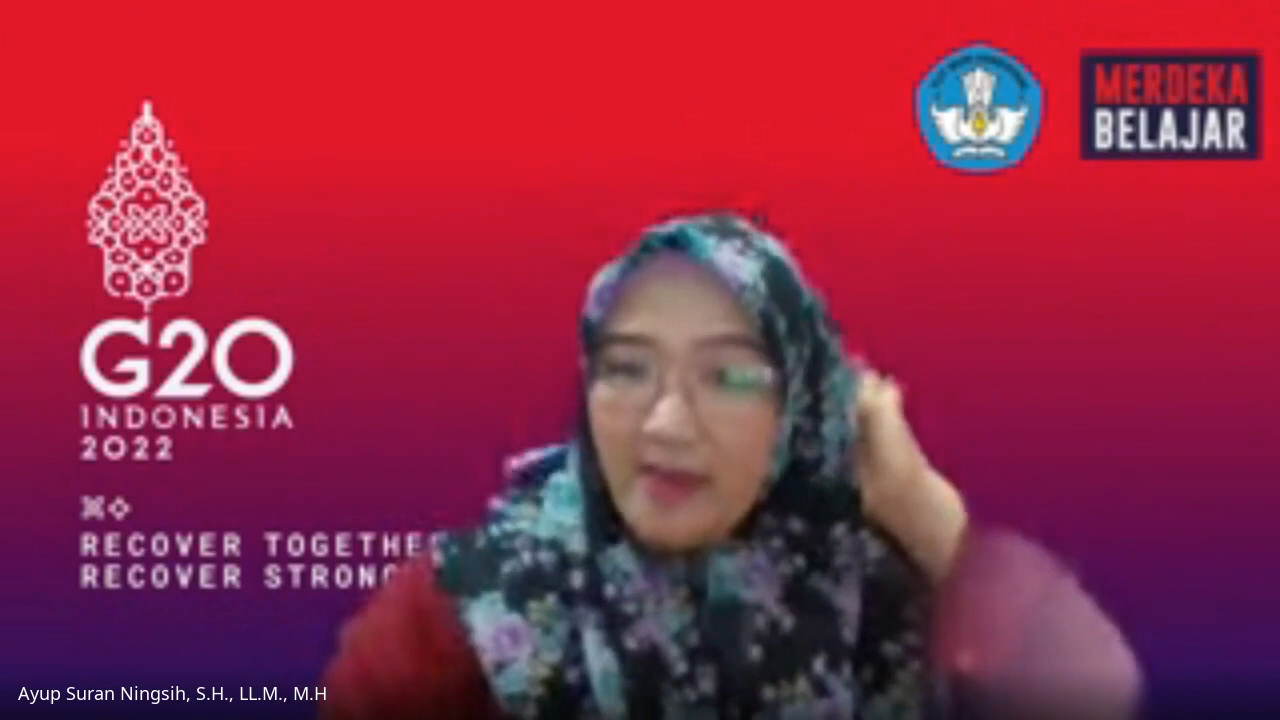 MERDEKA
BELAJAR
G20
INDONESIA
2022
RECOVER TOGETHER
RECOVER STRONG
Ayup Suran Ningsih, S.H., LL.M., M.H